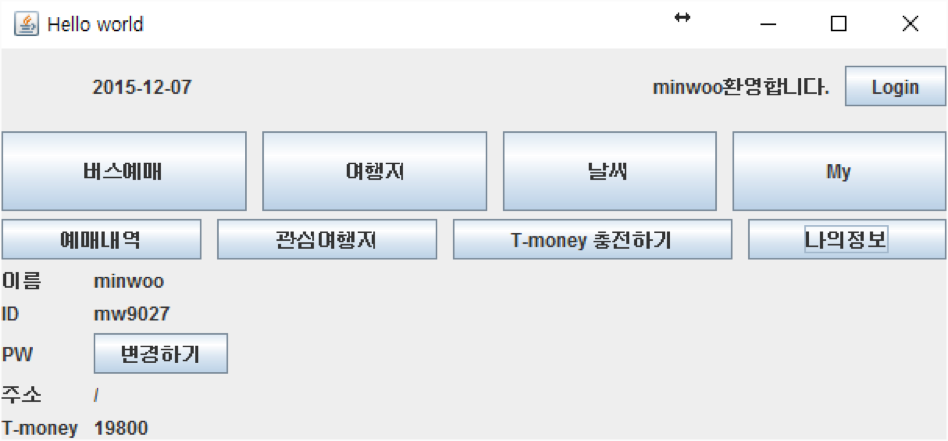 Hello world
2015-12-07 minwoo환영합니다. Login
버스예매 여행지 날씨 My
예매내역 관심여행지 T-money 충전하기 나의정보
이름 minwoo
ID mw9027
PW 변경하기
주소 /
T-money 19800